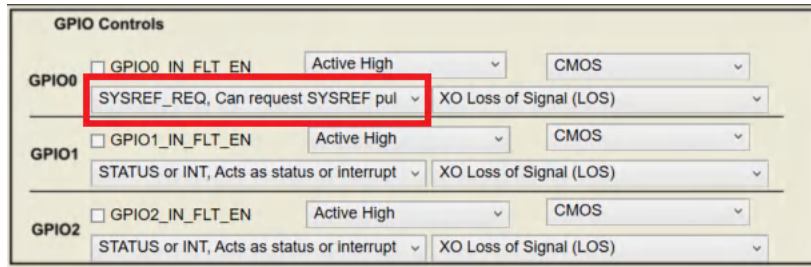 GPIO Controls
GPIO0 GPIO0_IN_FLT_EN Active High CMOS
SYSREF_REQ, Can request SYSREF pul XO Loss of Signal (LOS)
GPIO1 GPIO1_IN_FLT_EN Active High CMOS
STATUS or INT, Acts as status or interrupt XO Loss of Signal (LOS)
GPIO2 GPIO2_IN_FLT_EN Active High CMOS
STATUS or INT, Acts as status or interrupt XO Loss of Signal (LOS)